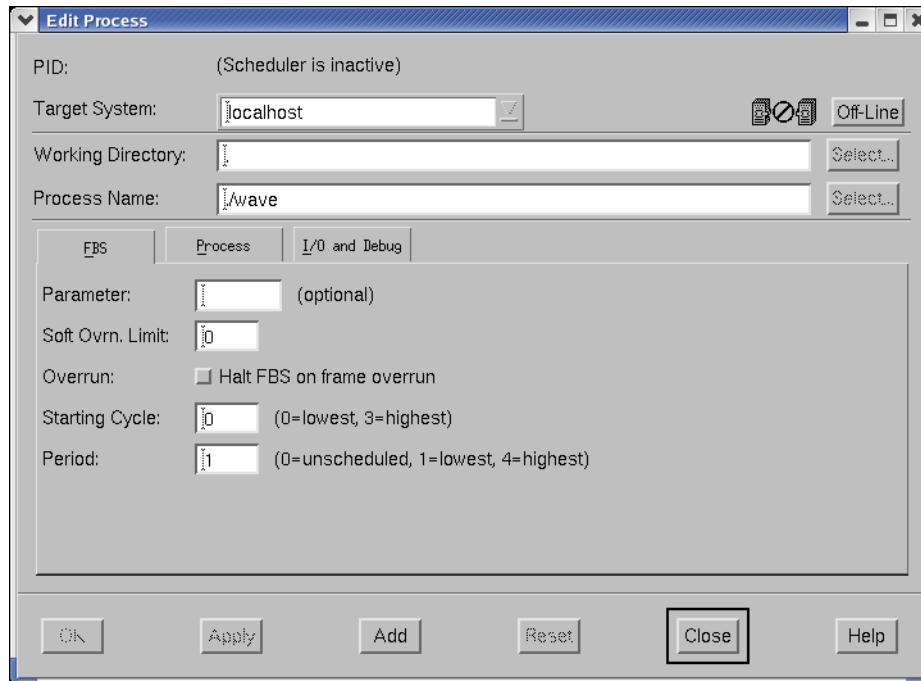 Edit Process
PID: (Scheduler is inactive)
Target System: localhost Off-Line
Working Directory: . Select...
Process Name: ./wave Select...
FBS Process I/O and Debug
Parameter: (optional)
Soft Ovrn. Limit: 0
Overrun: Halt FBS on frame overrun
Starting Cycle: 0 (0=lowest, 3=highest)
Period: 1 (0=unscheduled, 1=lowest, 4=highest)
OK Apply Add Reset Close Help